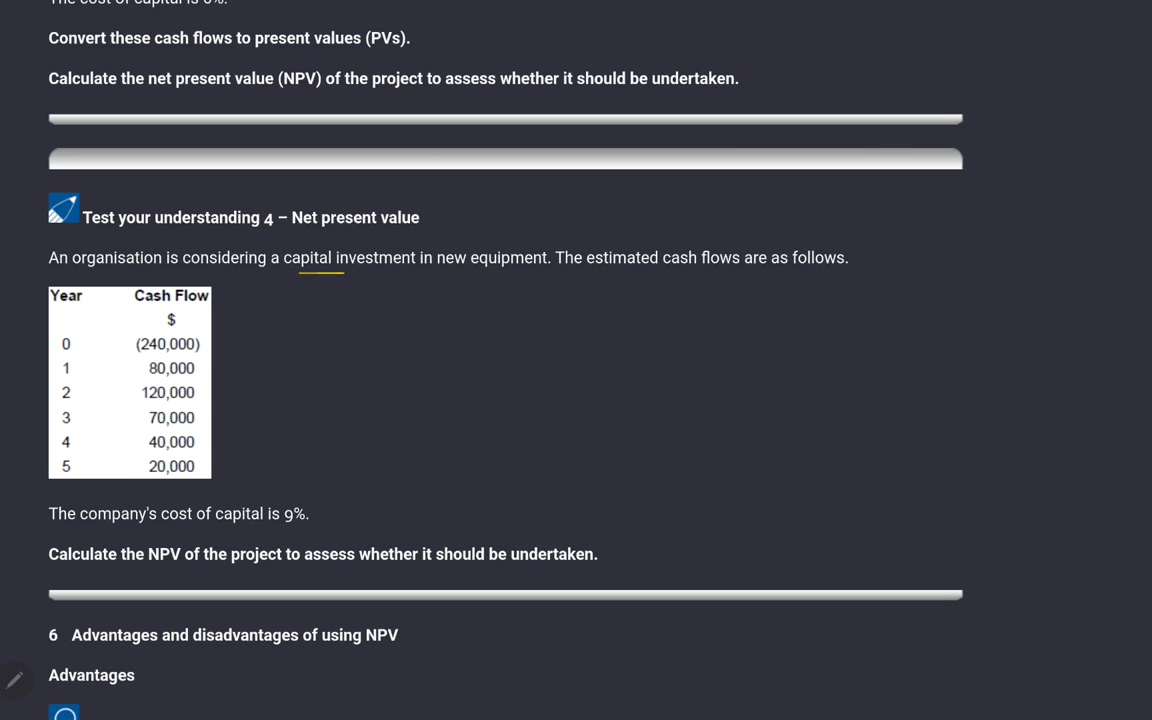 Convert these cash flows to present values (PVs).
Calculate the net present value (NPV) of the project to assess whether it should be undertaken.
Test your understanding 4 – Net present value
An organisation is considering a capital investment in new equipment. The estimated cash flows are as follows.
Year Cash Flow
$
0 (240,000)
1 80,000
2 120,000
3 70,000
4 40,000
5 20,000
The company's cost of capital is 9%.
Calculate the NPV of the project to assess whether it should be undertaken.
6 Advantages and disadvantages of using NPV
Advantages